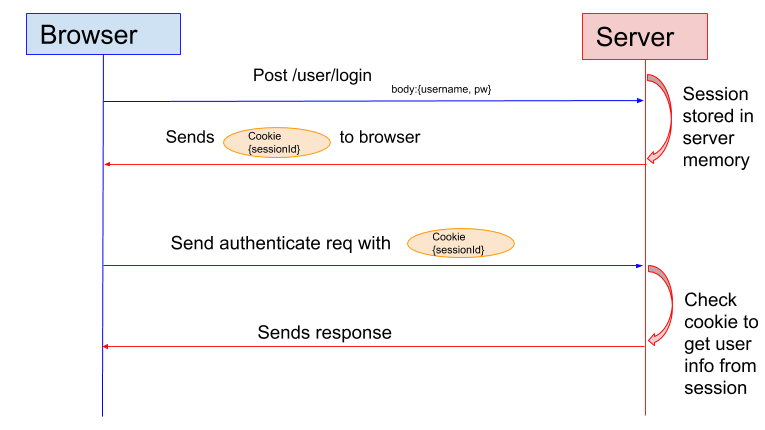 Browser
Server
Post /user/login
body:{username, pw}
Session
stored in
server
memory
Sends
Cookie
{sessionId}
to browser
Send authenticate req with
Cookie
{sessionId}
Check
cookie to
get user
info from
session
Sends response